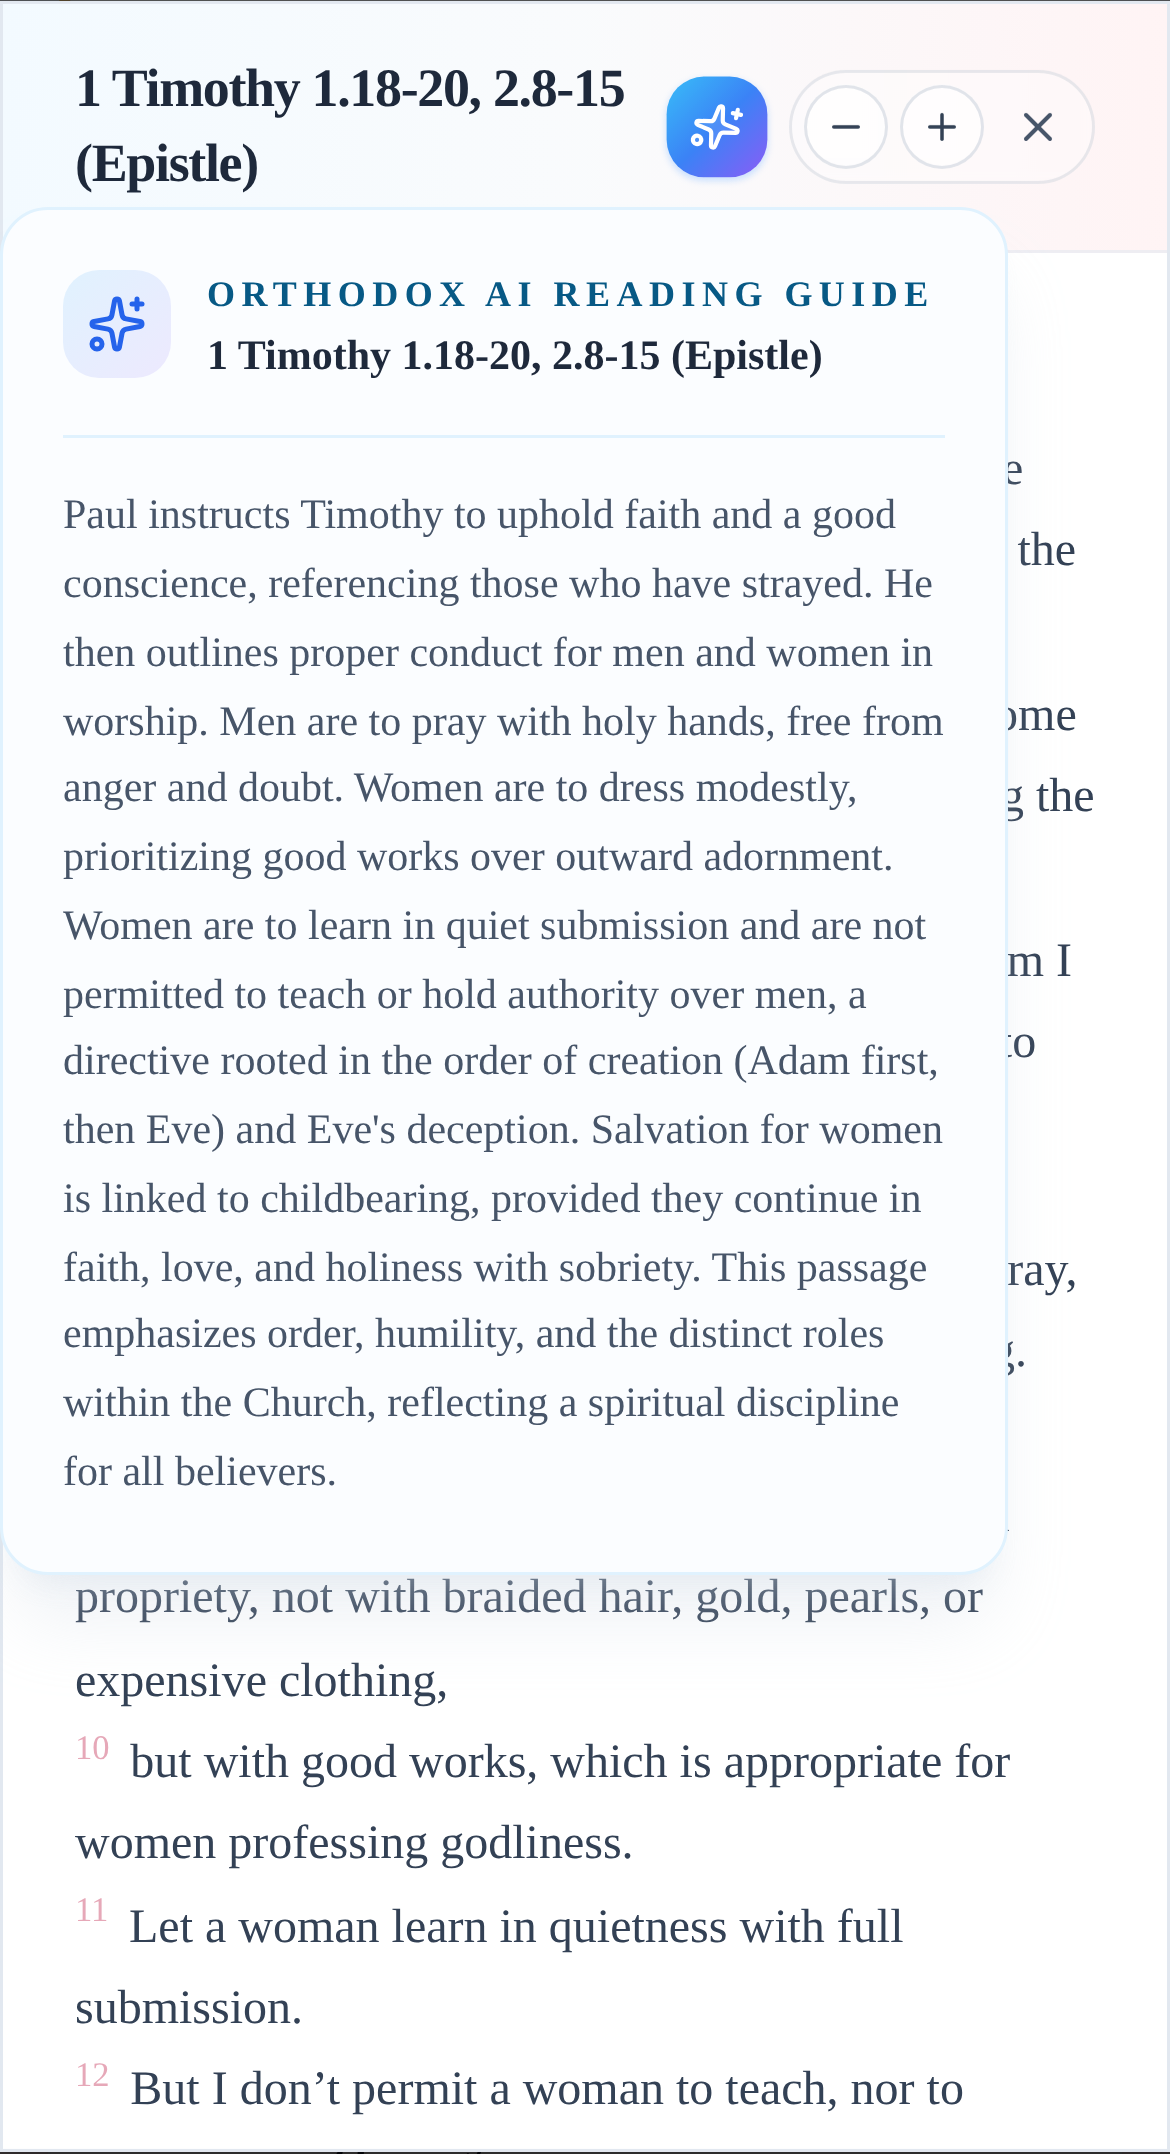 1 Timothy 1.18-20, 2.8-15
(Epistle)
ORTHODOX AI READING GUIDE
1 Timothy 1.18-20, 2.8-15 (Epistle)
Paul instructs Timothy to uphold faith and a good
conscience, referencing those who have strayed. He
then outlines proper conduct for men and women in
worship. Men are to pray with holy hands, free from
anger and doubt. Women are to dress modestly,
prioritizing good works over outward adornment.
Women are to learn in quiet submission and are not
permitted to teach or hold authority over men, a
directive rooted in the order of creation (Adam first,
then Eve) and Eve's deception. Salvation for women
is linked to childbearing, provided they continue in
faith, love, and holiness with sobriety. This passage
emphasizes order, humility, and the distinct roles
within the Church, reflecting a spiritual discipline
for all believers.
the
the
I
to
propriety, not with braided hair, gold, pearls, or
expensive clothing,
10 but with good works, which is appropriate for
women professing godliness.
11 Let a woman learn in quietness with full
submission.
12 But I don’t permit a woman to teach, nor to